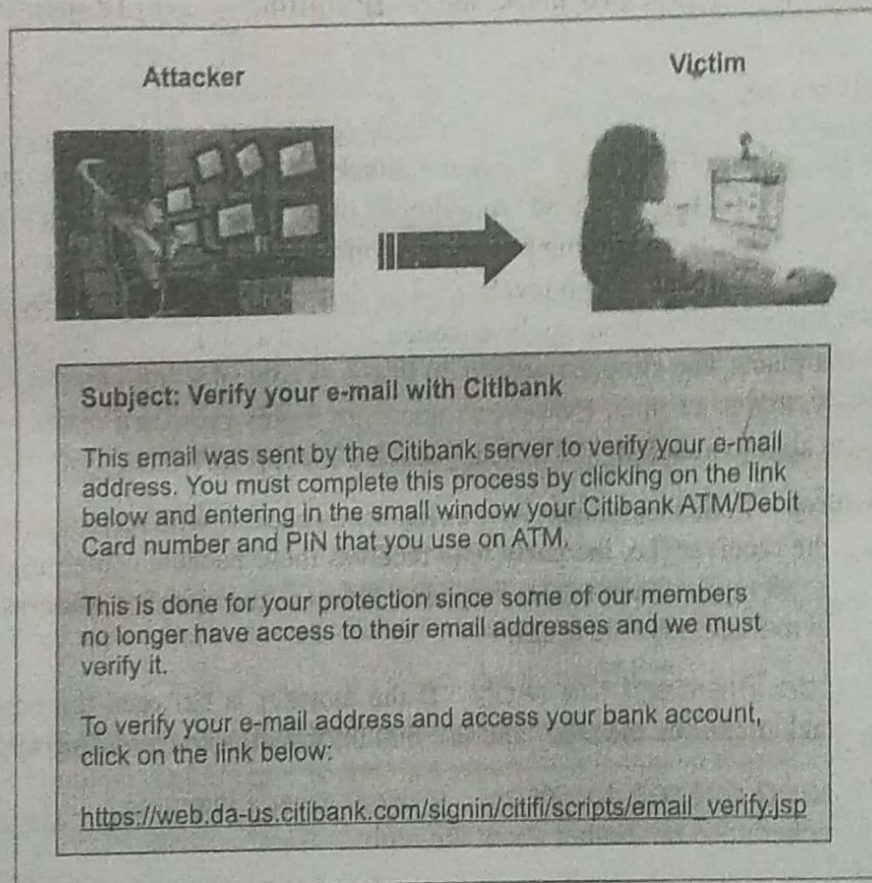 Attacker
Victim
Subject: Verify your e-mail with Citibank
This email was sent by the Citibank server to verify your e-mail
address. You must complete this process by clicking on the link
below and entering in the small window your Citibank ATM/Debit
Card number and PIN that you use on ATM.
This is done for your protection since some of our members
no longer have access to their email addresses and we must
verify it.
To verify your e-mail address and access your bank account,
click on the link below:
https://web.da-us.citibank.com/signin/citifi/scripts/email_verify.jsp